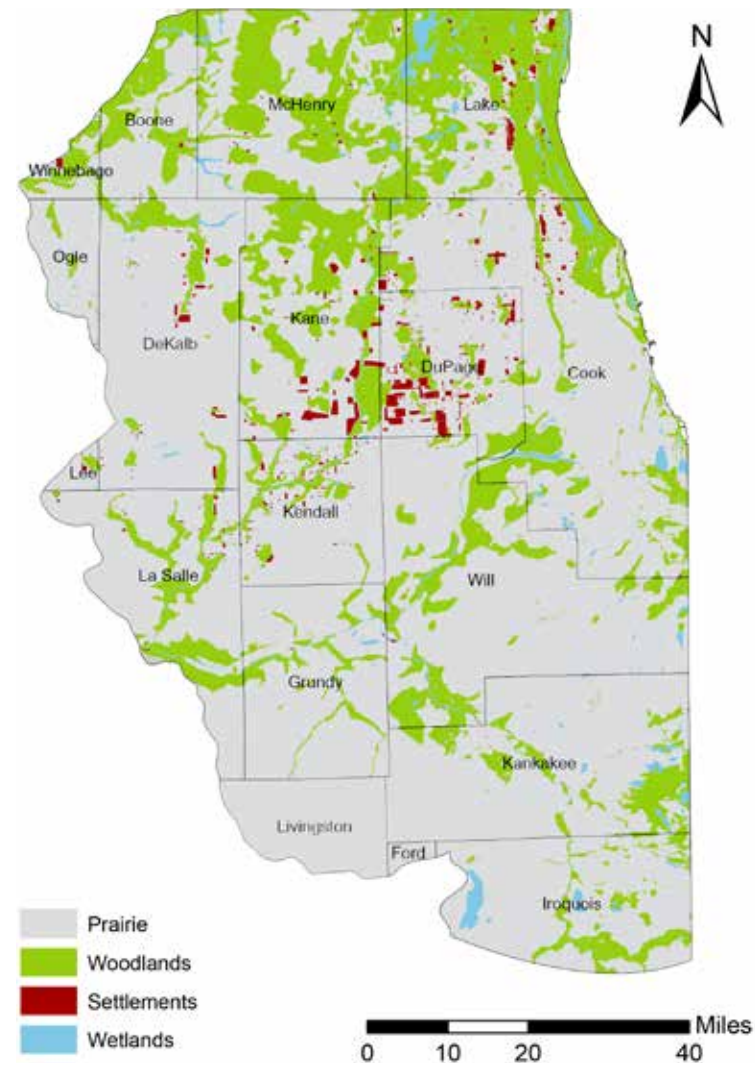 N
McHenry
Lake
Boone
Winnebago
Ogle
Kane
DeKalb
DuPage
Cook
Lee
Kendall
La Salle
Will
Grundy
Kankakee
Livingston
Ford
Iroquois
Prairie
Woodlands
Settlements
Wetlands
Miles
0 10 20 40